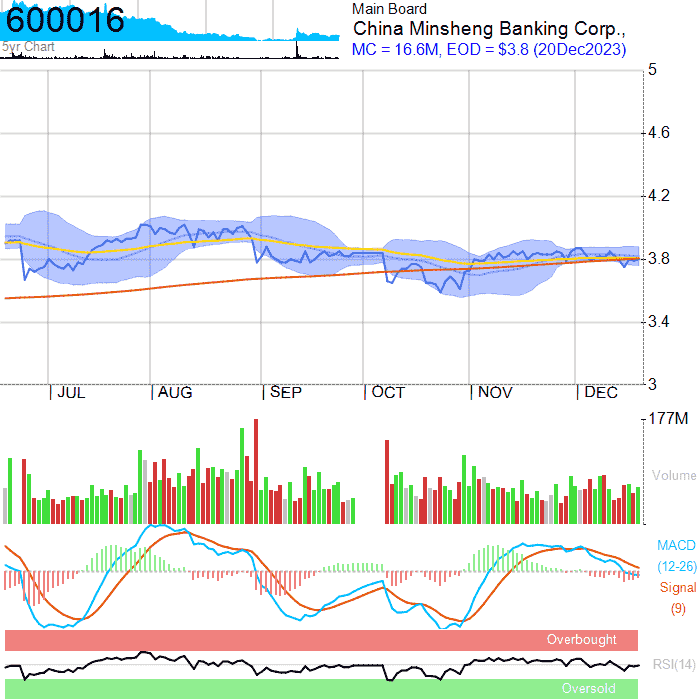 600016
5yr Chart
Main Board
China Minsheng Banking Corp.,
MC = 16.6M, EOD = $3.8 (20Dec2023)
5
4.6
4.2
3.8
3.4
3
JUL AUG SEP OCT NOV DEC
177M
Volume
MACD
(12-26)
Signal
(9)
Overbought
RSI(14)
Oversold